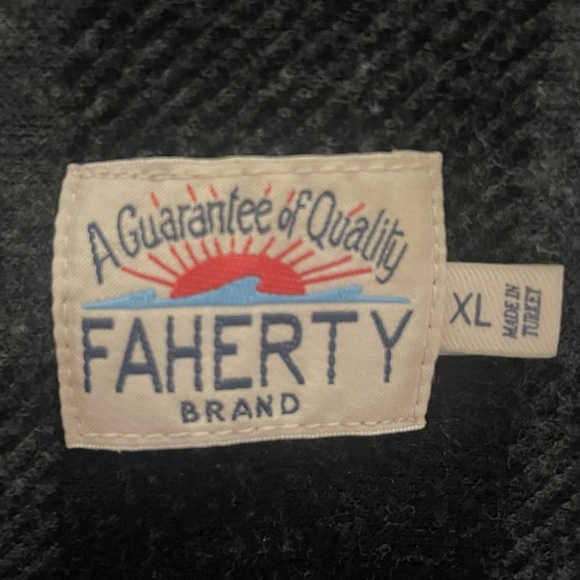 A Guarantee of Quality
FAHERTY
BRAND
XL
MADE IN
TURKEY